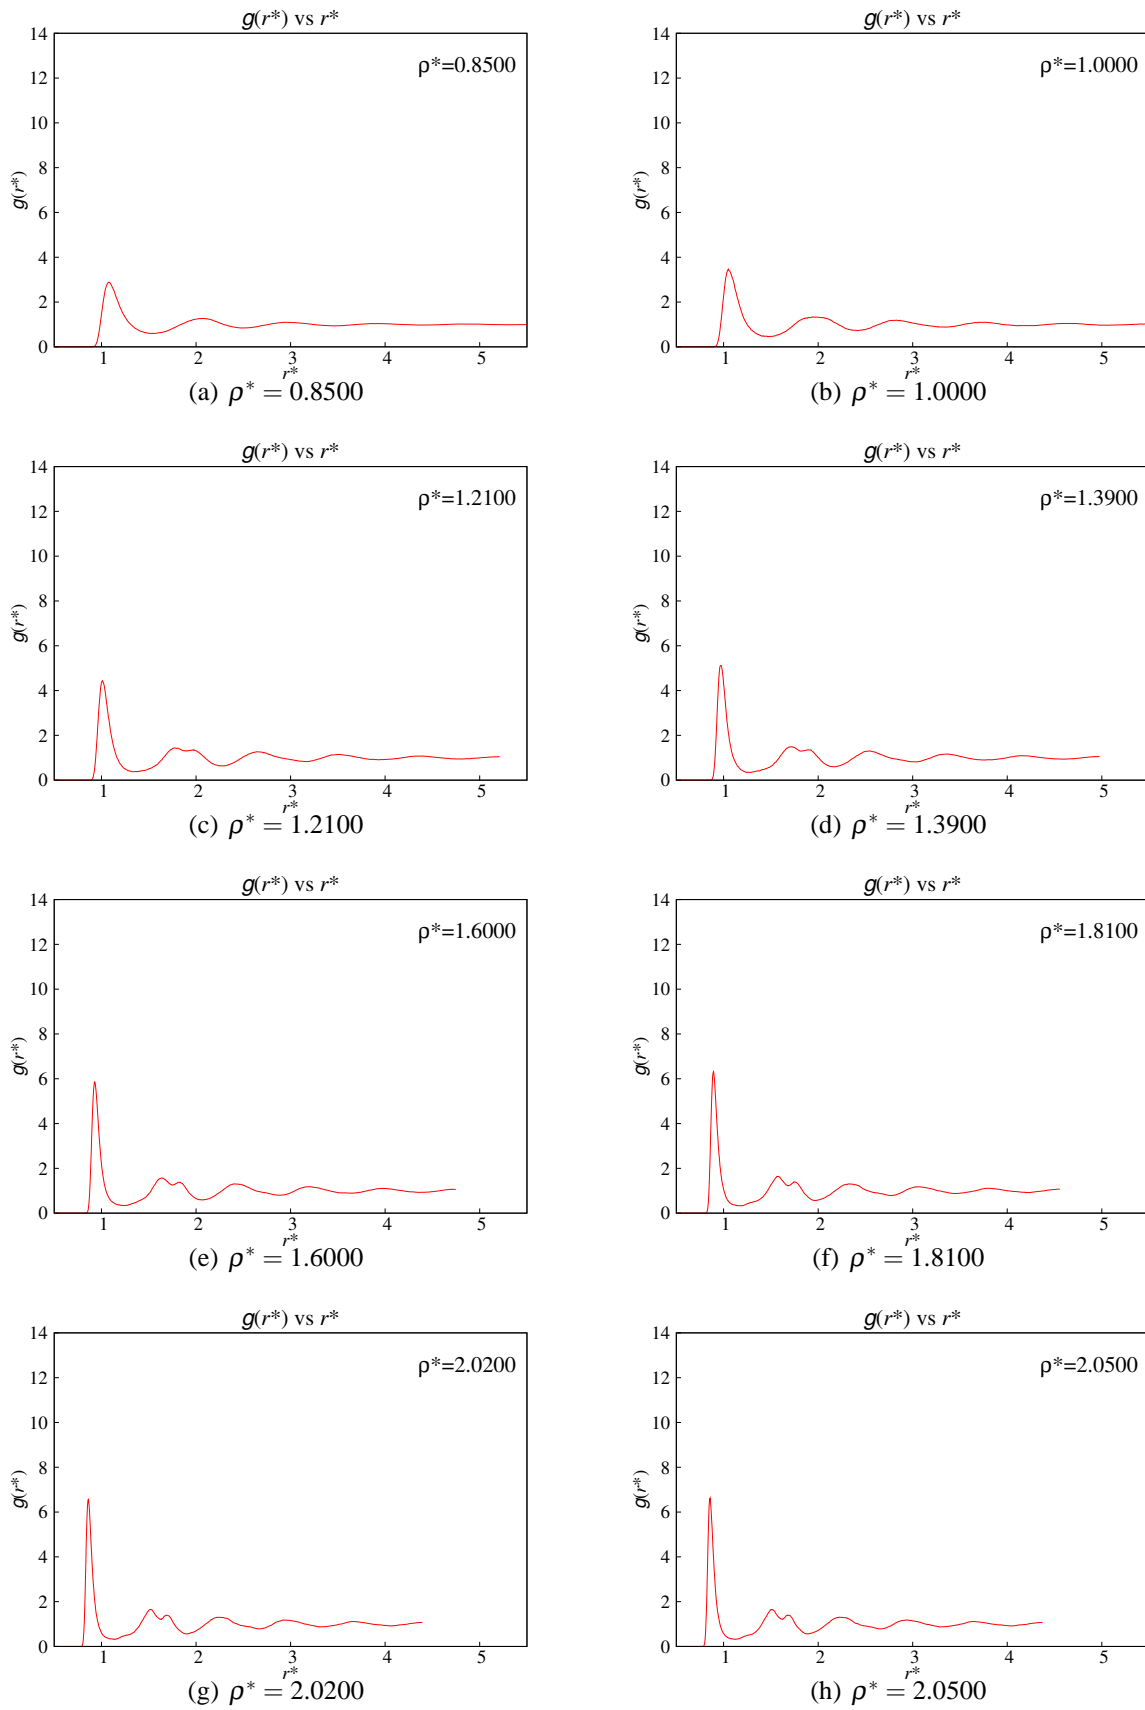 g(r*) vs r*
ρ*=0.8500
g(r*)
14
12
10
8
6
4
2
0
1 2 3 4 5
r*
(a) ρ* = 0.8500
g(r*) vs r*
ρ*=1.0000
g(r*)
14
12
10
8
6
4
2
0
1 2 3 4 5
r*
(b) ρ* = 1.0000
g(r*) vs r*
ρ*=1.2100
g(r*)
14
12
10
8
6
4
2
0
1 2 3 4 5
r*
(c) ρ* = 1.2100
g(r*) vs r*
ρ*=1.3900
g(r*)
14
12
10
8
6
4
2
0
1 2 3 4 5
r*
(d) ρ* = 1.3900
g(r*) vs r*
ρ*=1.6000
g(r*)
14
12
10
8
6
4
2
0
1 2 3 4 5
r*
(e) ρ* = 1.6000
g(r*) vs r*
ρ*=1.8100
g(r*)
14
12
10
8
6
4
2
0
1 2 3 4 5
r*
(f) ρ* = 1.8100
g(r*) vs r*
ρ*=2.0200
g(r*)
14
12
10
8
6
4
2
0
1 2 3 4 5
r*
(g) ρ* = 2.0200
g(r*) vs r*
ρ*=2.0500
g(r*)
14
12
10
8
6
4
2
0
1 2 3 4 5
r*
(h) ρ* = 2.0500